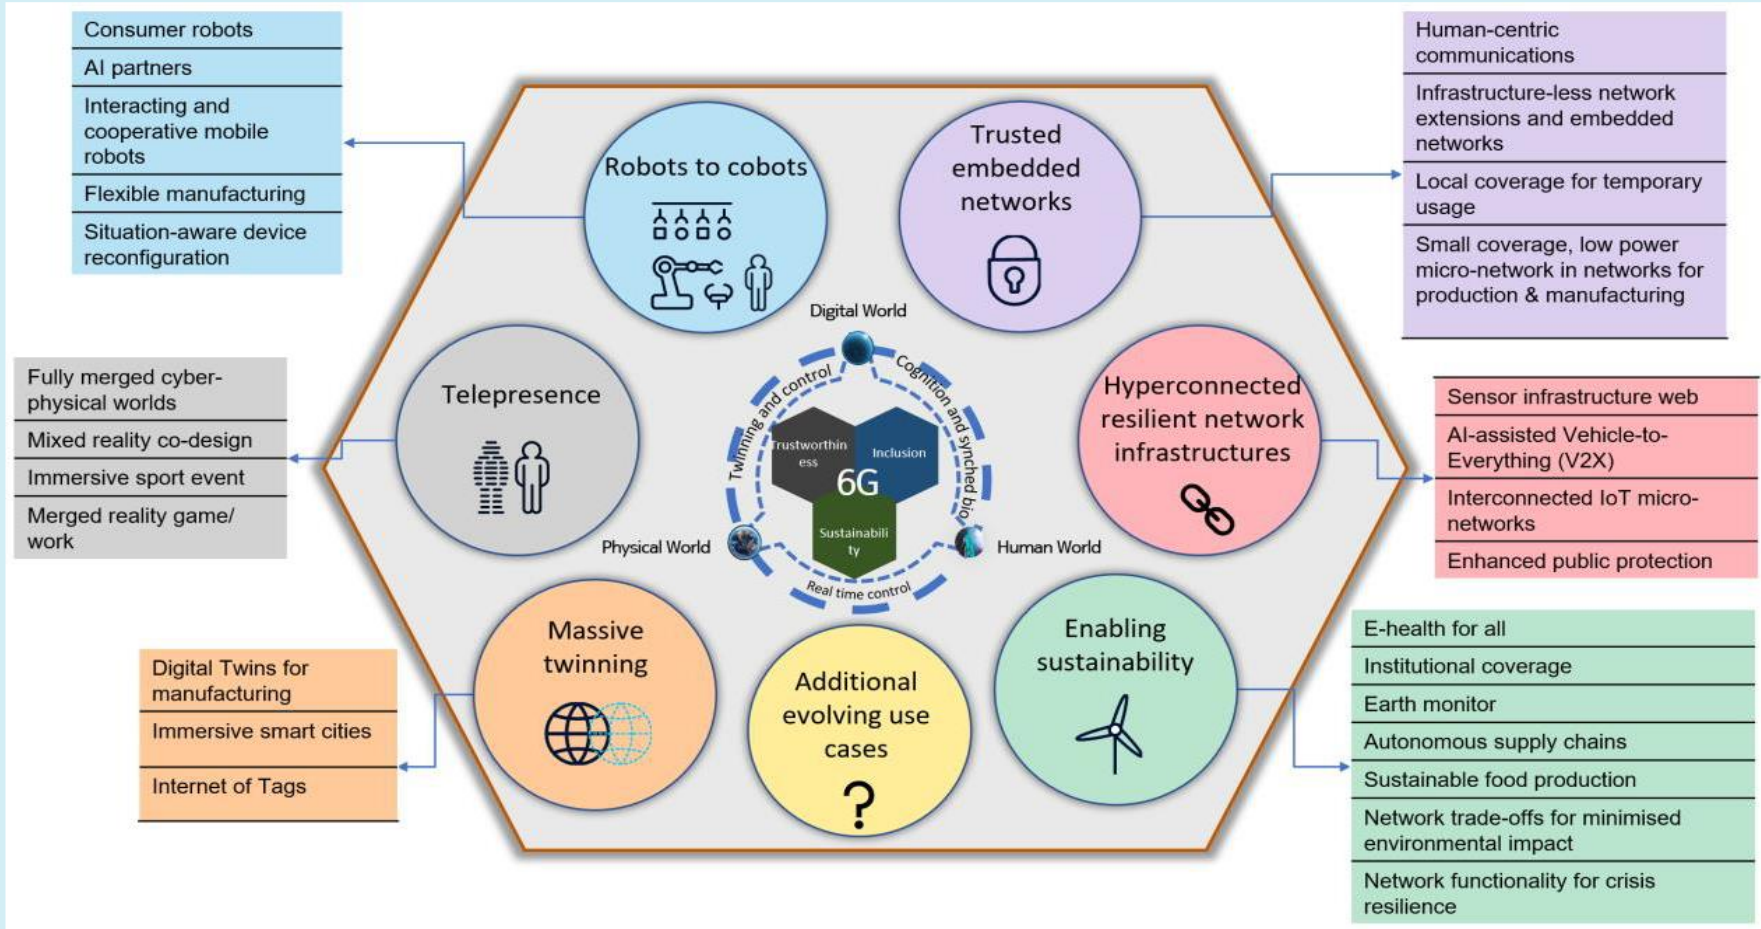 Consumer robots
AI partners
Interacting and
cooperative mobile
robots
Flexible manufacturing
Situation-aware device
reconfiguration
Human-centric
communications
Infrastructure-less network
extensions and embedded
networks
Local coverage for temporary
usage
Small coverage, low power
micro-network in networks for
production & manufacturing
Robots to cobots
Trusted
embedded
networks
Fully merged cyber-
physical worlds
Mixed reality co-design
Immersive sport event
Merged reality game/
work
Telepresence
Digital World
Twinning and control
Cognition and synched bio
Trustworthin
ess
Inclusion
6G
Sustainabili
ty
Physical World
Human World
Real time control
Hyperconnected
resilient network
infrastructures
Sensor infrastructure web
AI-assisted Vehicle-to-
Everything (V2X)
Interconnected IoT micro-
networks
Enhanced public protection
Digital Twins for
manufacturing
Immersive smart cities
Internet of Tags
Massive
twinning
Additional
evolving use
cases
?
Enabling
sustainability
E-health for all
Institutional coverage
Earth monitor
Autonomous supply chains
Sustainable food production
Network trade-offs for minimised
environmental impact
Network functionality for crisis
resilience